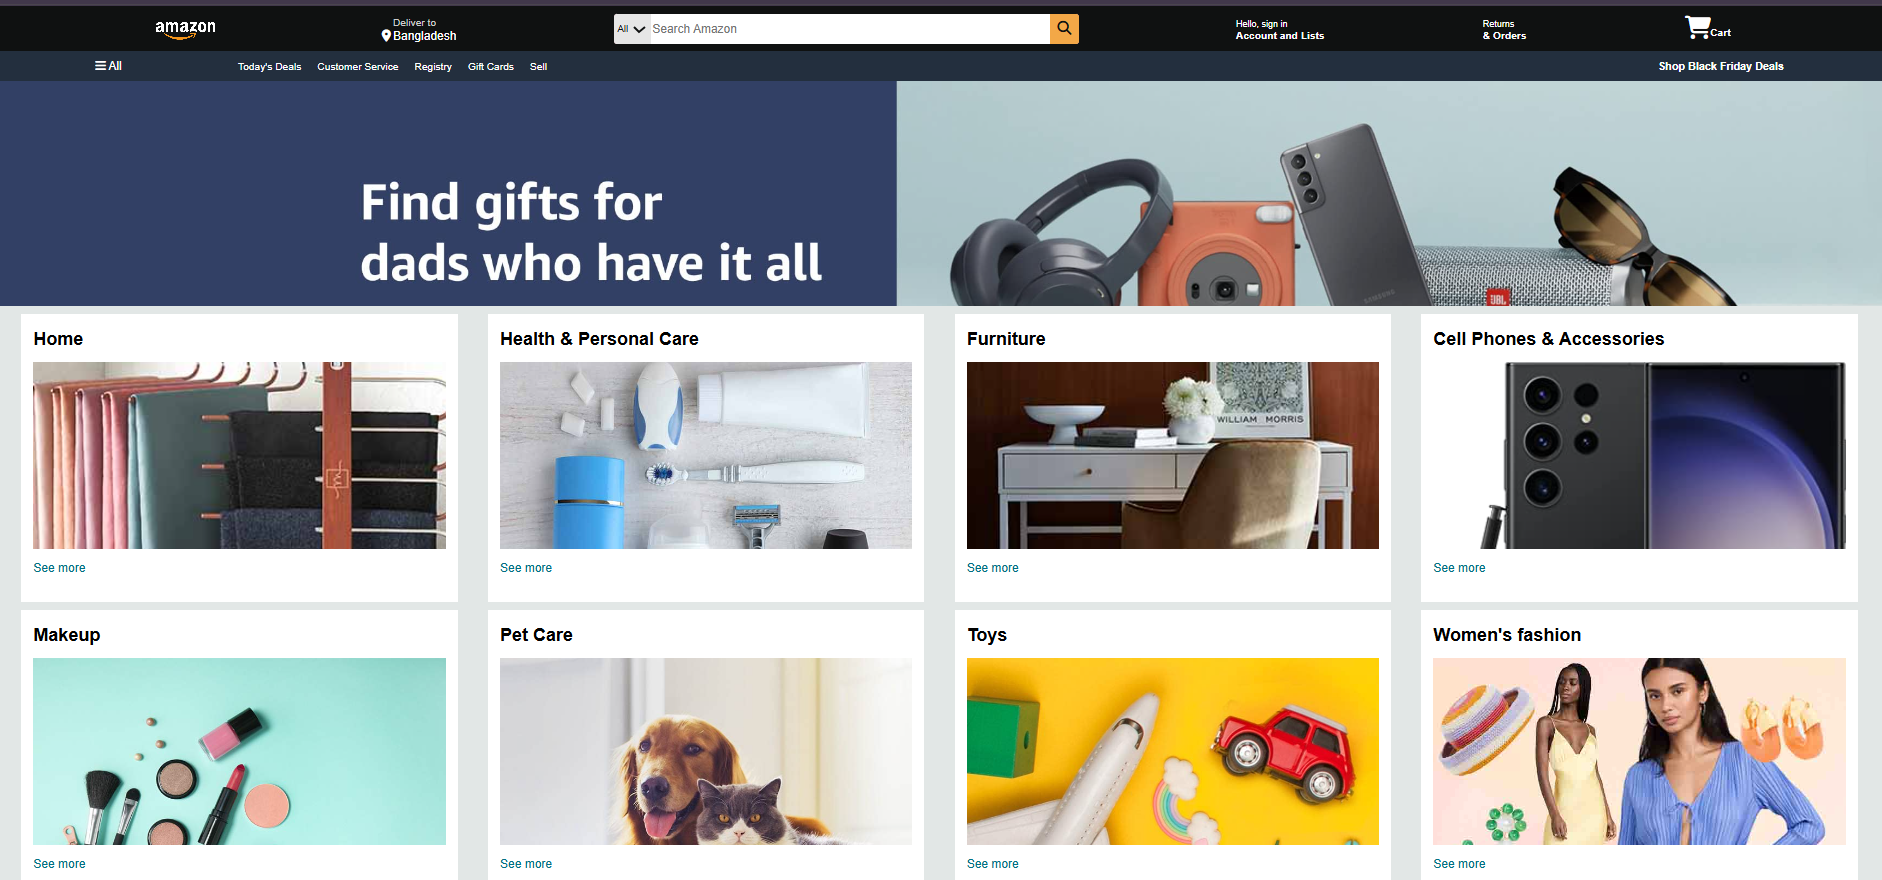 amazon
Deliver to
Bangladesh
All
Search Amazon
Hello, sign in
Account and Lists
Returns
& Orders
Cart
All
Today's Deals
Customer Service
Registry
Gift Cards
Sell
Shop Black Friday Deals
Find gifts for
dads who have it all
SAMSUNG
JBL
Home
Health & Personal Care
Furniture
Cell Phones & Accessories
WILLIAM MORRIS
See more
See more
See more
See more
Makeup
Pet Care
Toys
Women's fashion
See more
See more
See more
See more